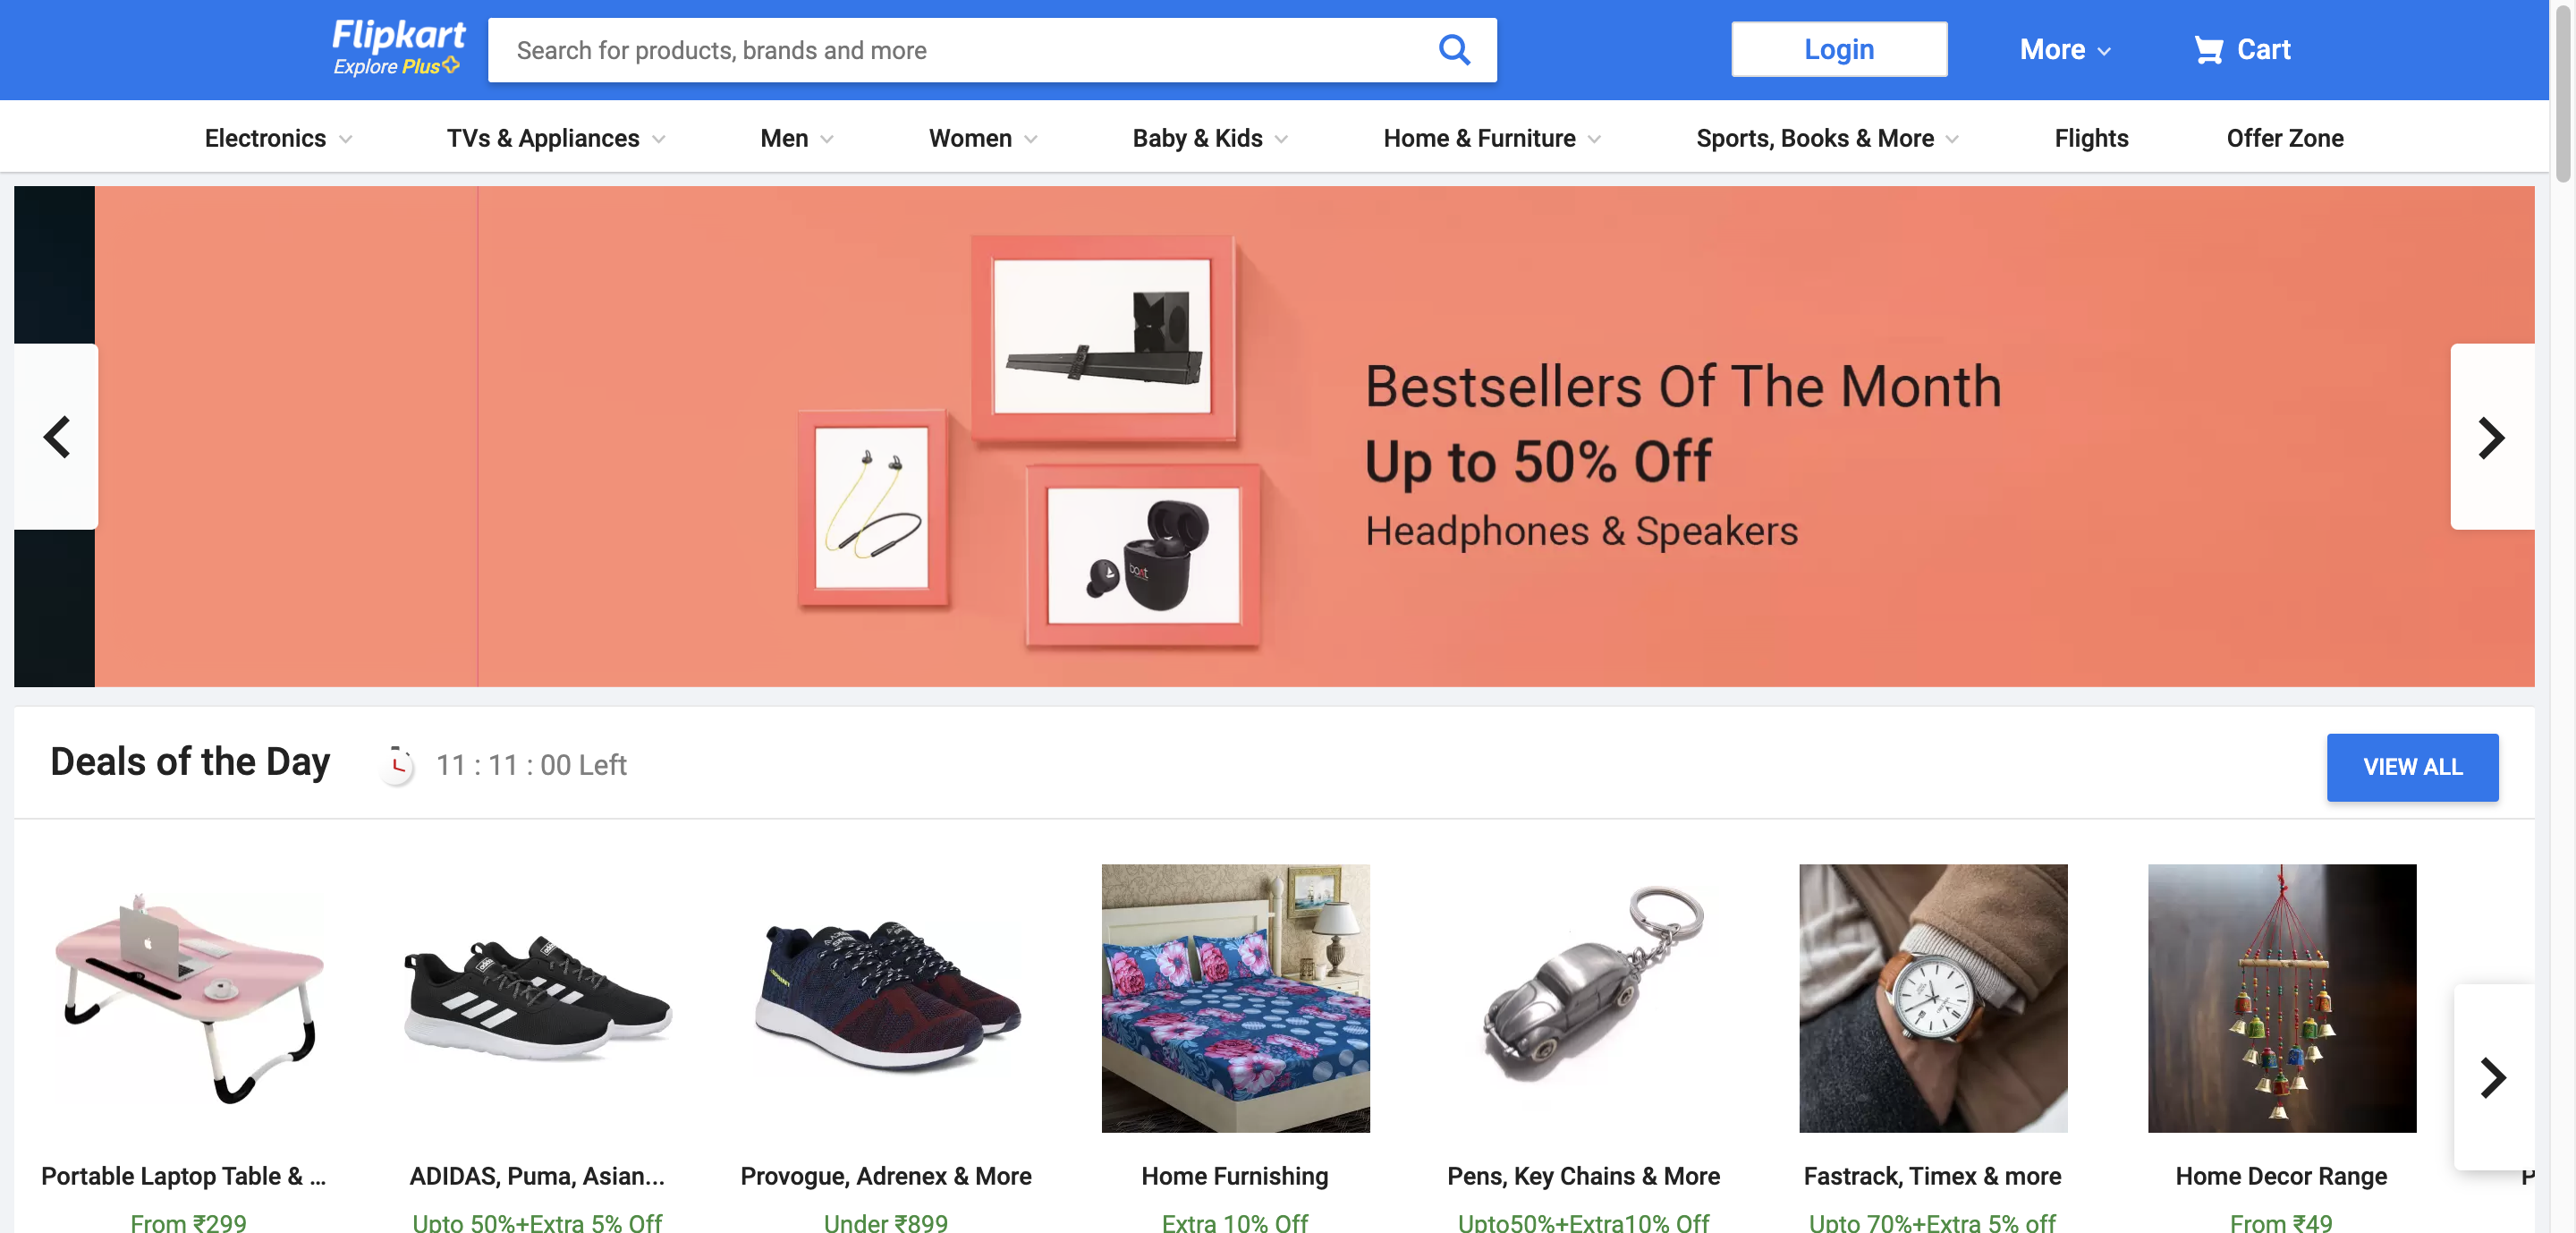 Flipkart
Explore Plus
Search for products, brands and more
Login
More
Cart
Electronics
TVs & Appliances
Men
Women
Baby & Kids
Home & Furniture
Sports, Books & More
Flights
Offer Zone
Bestsellers Of The Month
Up to 50% Off
Headphones & Speakers
boAt
Deals of the Day
11 : 11 : 00 Left
VIEW ALL
Portable Laptop Table & ...
ADIDAS, Puma, Asian...
Provogue, Adrenex & More
Home Furnishing
Pens, Key Chains & More
Fastrack, Timex & more
Home Decor Range
From ₹299
Upto 50%+Extra 5% Off
Under ₹899
Extra 10% Off
Upto50%+Extra10% Off
Upto 70%+Extra 5% off
From ₹49